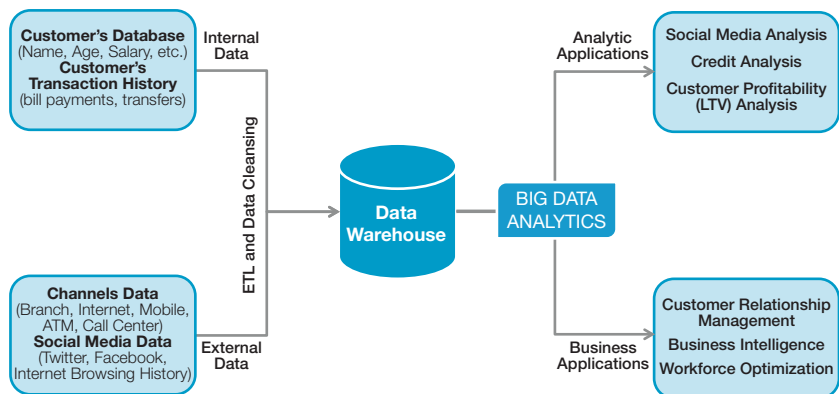 Customer's Database
(Name, Age, Salary, etc.)
Customer's
Transaction History
(bill payments, transfers)
Internal
Data
ETL and Data Cleansing
Channels Data
(Branch, Internet, Mobile,
ATM, Call Center)
Social Media Data
(Twitter, Facebook,
Internet Browsing History)
External
Data
Data
Warehouse
BIG DATA
ANALYTICS
Analytic
Applications
Social Media Analysis
Credit Analysis
Customer Profitability
(LTV) Analysis
Business
Applications
Customer Relationship
Management
Business Intelligence
Workforce Optimization